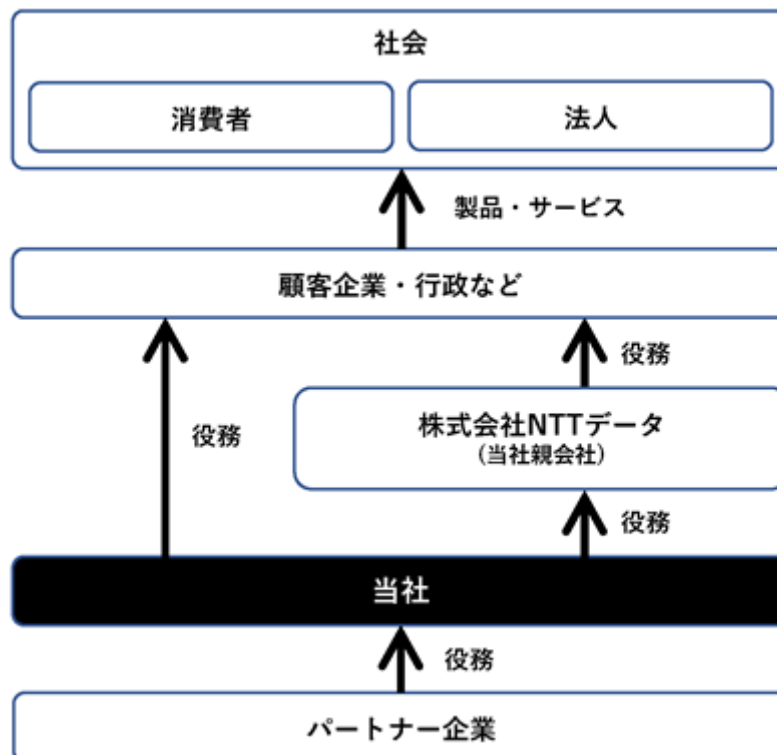 社会
消費者
法人
製品・サービス
顧客企業・行政など
役務
株式会社NTTデータ
(当社親会社)
役務
役務
当社
役務
パートナー企業